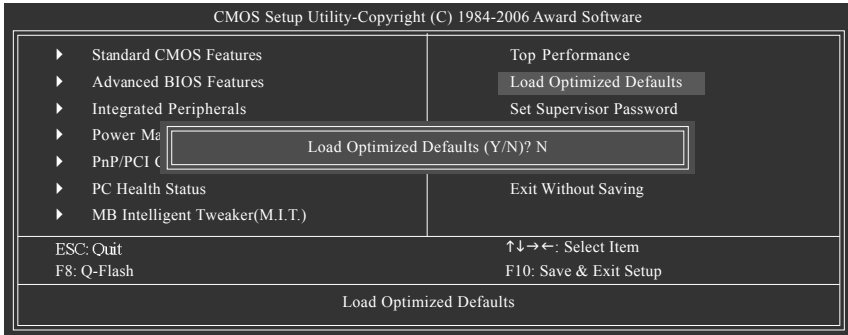 CMOS Setup Utility-Copyright (C) 1984-2006 Award Software
Standard CMOS Features
Advanced BIOS Features
Integrated Peripherals
Power Ma
PnP/PCI
PC Health Status
MB Intelligent Tweaker(M.I.T.)
Top Performance
Load Optimized Defaults
Set Supervisor Password
Exit Without Saving
Load Optimized Defaults (Y/N)? N
ESC: Quit
↑↓→←: Select Item
F8: Q-Flash
F10: Save & Exit Setup
Load Optimized Defaults